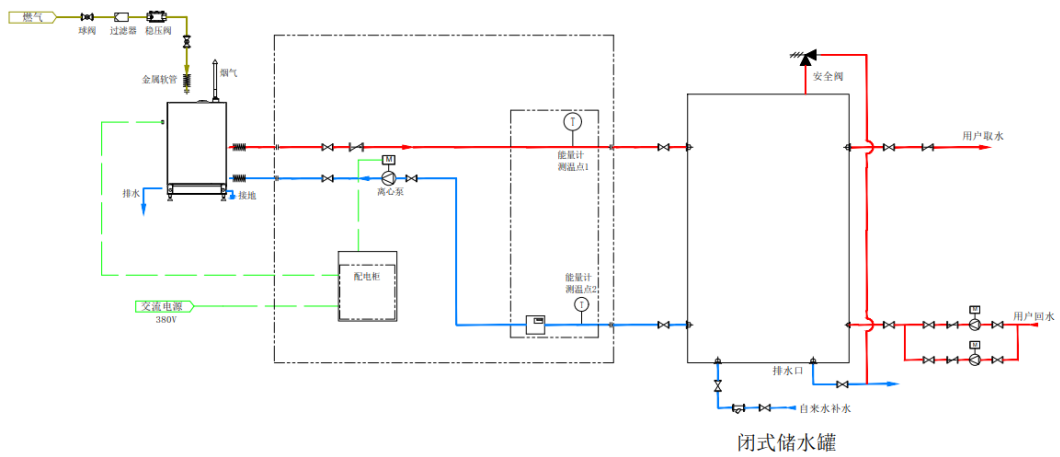 燃气
球阀
过滤器
稳压阀
金属软管
烟气
安全阀
T
能量计
测温点1
用户取水
M
离心泵
排水
接地
配电柜
能量计
测温点2
T
交流电源
380V
M
用户回水
M
排水口
自来水补水
闭式储水罐